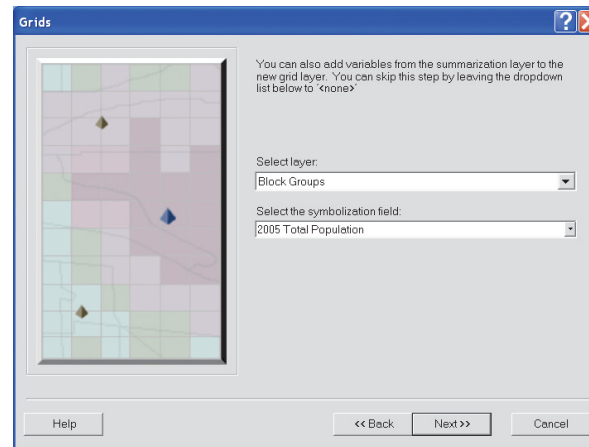 Grids
You can also add variables from the summarization layer to the
new grid layer. You can skip this step by leaving the dropdown
list below to '<none>'
Select layer:
Block Groups
Select the symbolization field:
2005 Total Population
Help
<< Back
Next >>
Cancel